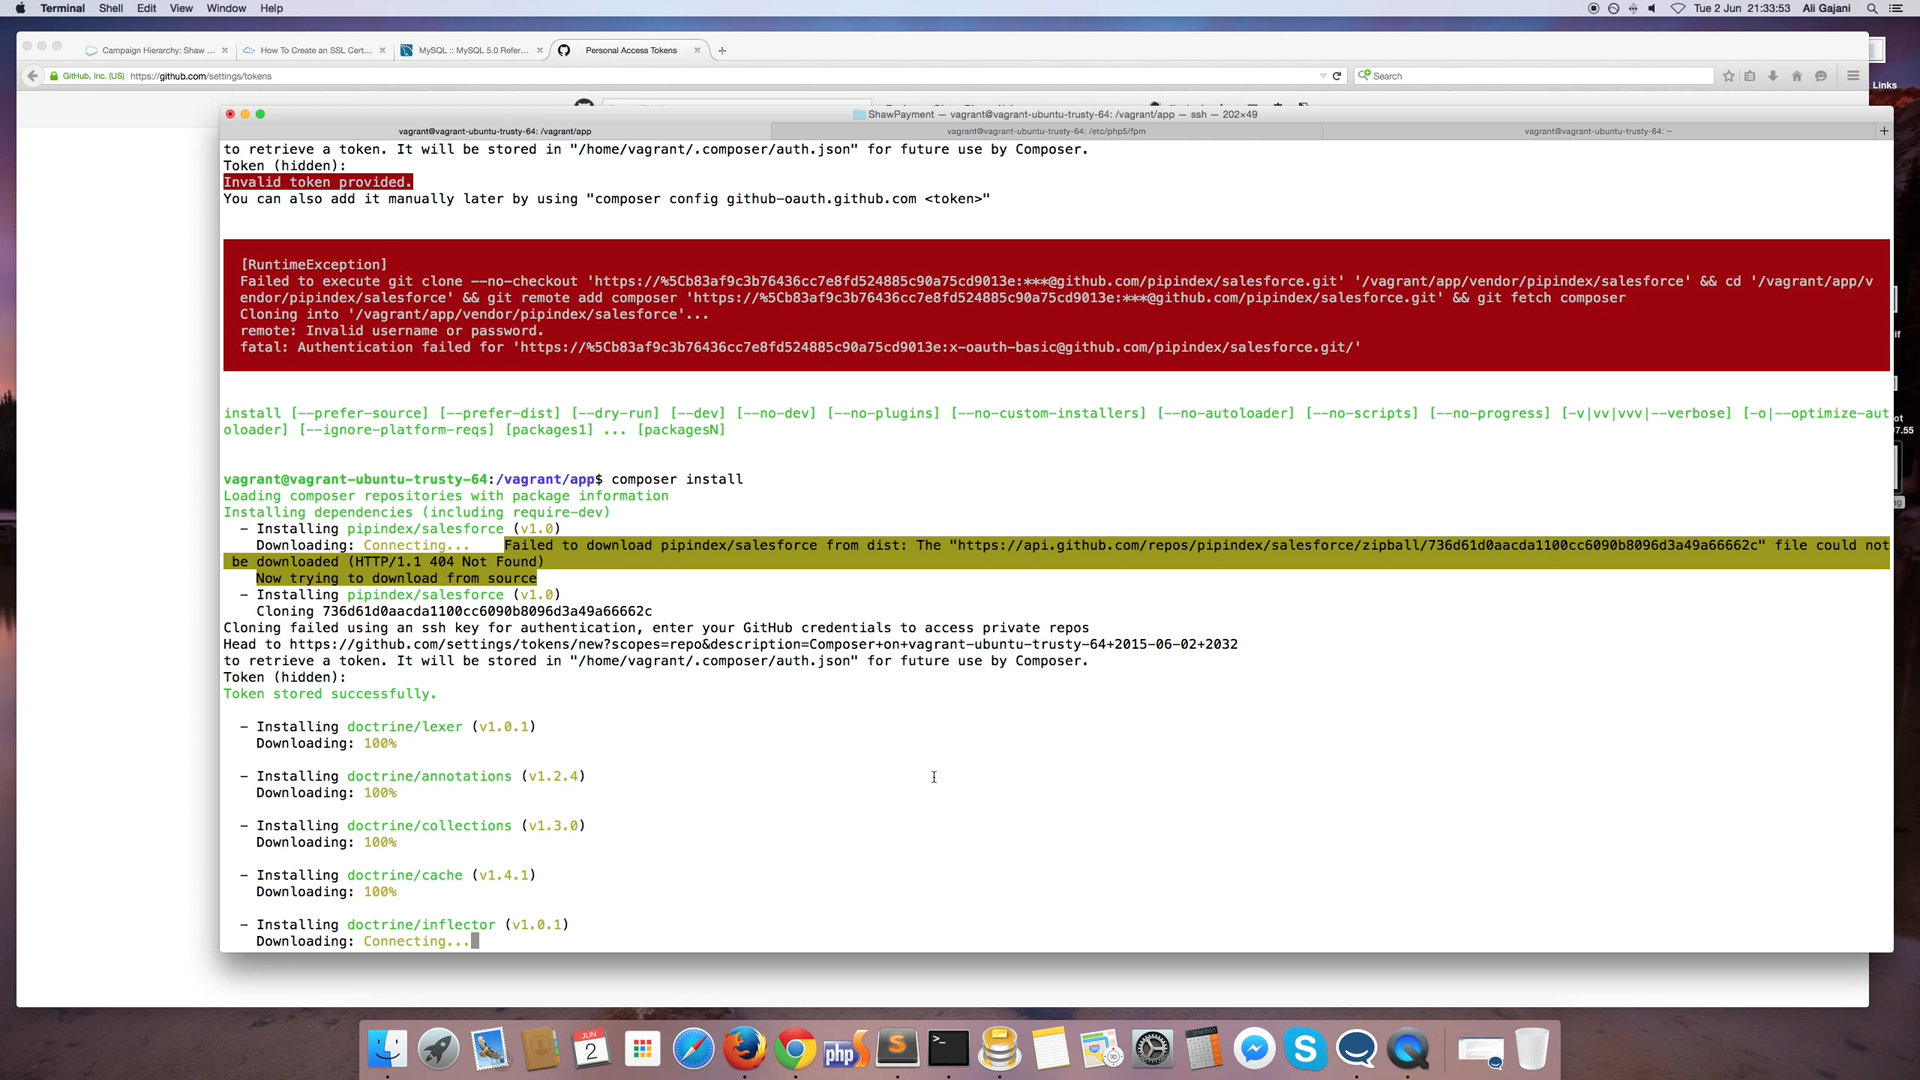 Terminal Shell Edit View Window Help
Tue 2 Jun 21:33:53 Ali Gajani
Campaign Hierarchy: Shaw ... How To Create an SSL Cert... MySQL :: MySQL 5.0 Refer... Personal Access Tokens
GitHub, Inc. (US) https://github.com/settings/tokens Search
Links
ShawPayment — vagrant@vagrant-ubuntu-trusty-64: /vagrant/app — ssh — 202×49
vagrant@vagrant-ubuntu-trusty-64: /vagrant/app vagrant@vagrant-ubuntu-trusty-64: /etc/php5/fpm vagrant@vagrant-ubuntu-trusty-64: ~
to retrieve a token. It will be stored in "/home/vagrant/.composer/auth.json" for future use by Composer.
Token (hidden):
Invalid token provided.
You can also add it manually later by using "composer config github-oauth.github.com <token>"
[RuntimeException]
Failed to execute git clone --no-checkout 'https://%5Cb83af9c3b76436cc7e8fd524885c90a75cd9013e:***@github.com/pipindex/salesforce.git' '/vagrant/app/vendor/pipindex/salesforce' && cd '/vagrant/app/v
endor/pipindex/salesforce' && git remote add composer 'https://%5Cb83af9c3b76436cc7e8fd524885c90a75cd9013e:***@github.com/pipindex/salesforce.git' && git fetch composer
Cloning into '/vagrant/app/vendor/pipindex/salesforce'...
remote: Invalid username or password.
fatal: Authentication failed for 'https://%5Cb83af9c3b76436cc7e8fd524885c90a75cd9013e:x-oauth-basic@github.com/pipindex/salesforce.git/'
install [--prefer-source] [--prefer-dist] [--dry-run] [--dev] [--no-dev] [--no-plugins] [--no-custom-installers] [--no-autoloader] [--no-scripts] [--no-progress] [-v|vv|vvv|--verbose] [-o|--optimize-aut
oloader] [--ignore-platform-reqs] [packages1] ... [packagesN]
vagrant@vagrant-ubuntu-trusty-64:/vagrant/app$ composer install
Loading composer repositories with package information
Installing dependencies (including require-dev)
- Installing pipindex/salesforce (v1.0)
Downloading: Connecting... Failed to download pipindex/salesforce from dist: The "https://api.github.com/repos/pipindex/salesforce/zipball/736d61d0aacda1100cc6090b8096d3a49a66662c" file could not
be downloaded (HTTP/1.1 404 Not Found)
Now trying to download from source
- Installing pipindex/salesforce (v1.0)
Cloning 736d61d0aacda1100cc6090b8096d3a49a66662c
Cloning failed using an ssh key for authentication, enter your GitHub credentials to access private repos
Head to https://github.com/settings/tokens/new?scopes=repo&description=Composer+on+vagrant-ubuntu-trusty-64+2015-06-02+2032
to retrieve a token. It will be stored in "/home/vagrant/.composer/auth.json" for future use by Composer.
Token (hidden):
Token stored successfully.
- Installing doctrine/lexer (v1.0.1)
Downloading: 100%
- Installing doctrine/annotations (v1.2.4)
Downloading: 100%
- Installing doctrine/collections (v1.3.0)
Downloading: 100%
- Installing doctrine/cache (v1.4.1)
Downloading: 100%
- Installing doctrine/inflector (v1.0.1)
Downloading: Connecting...
JUN
2
php